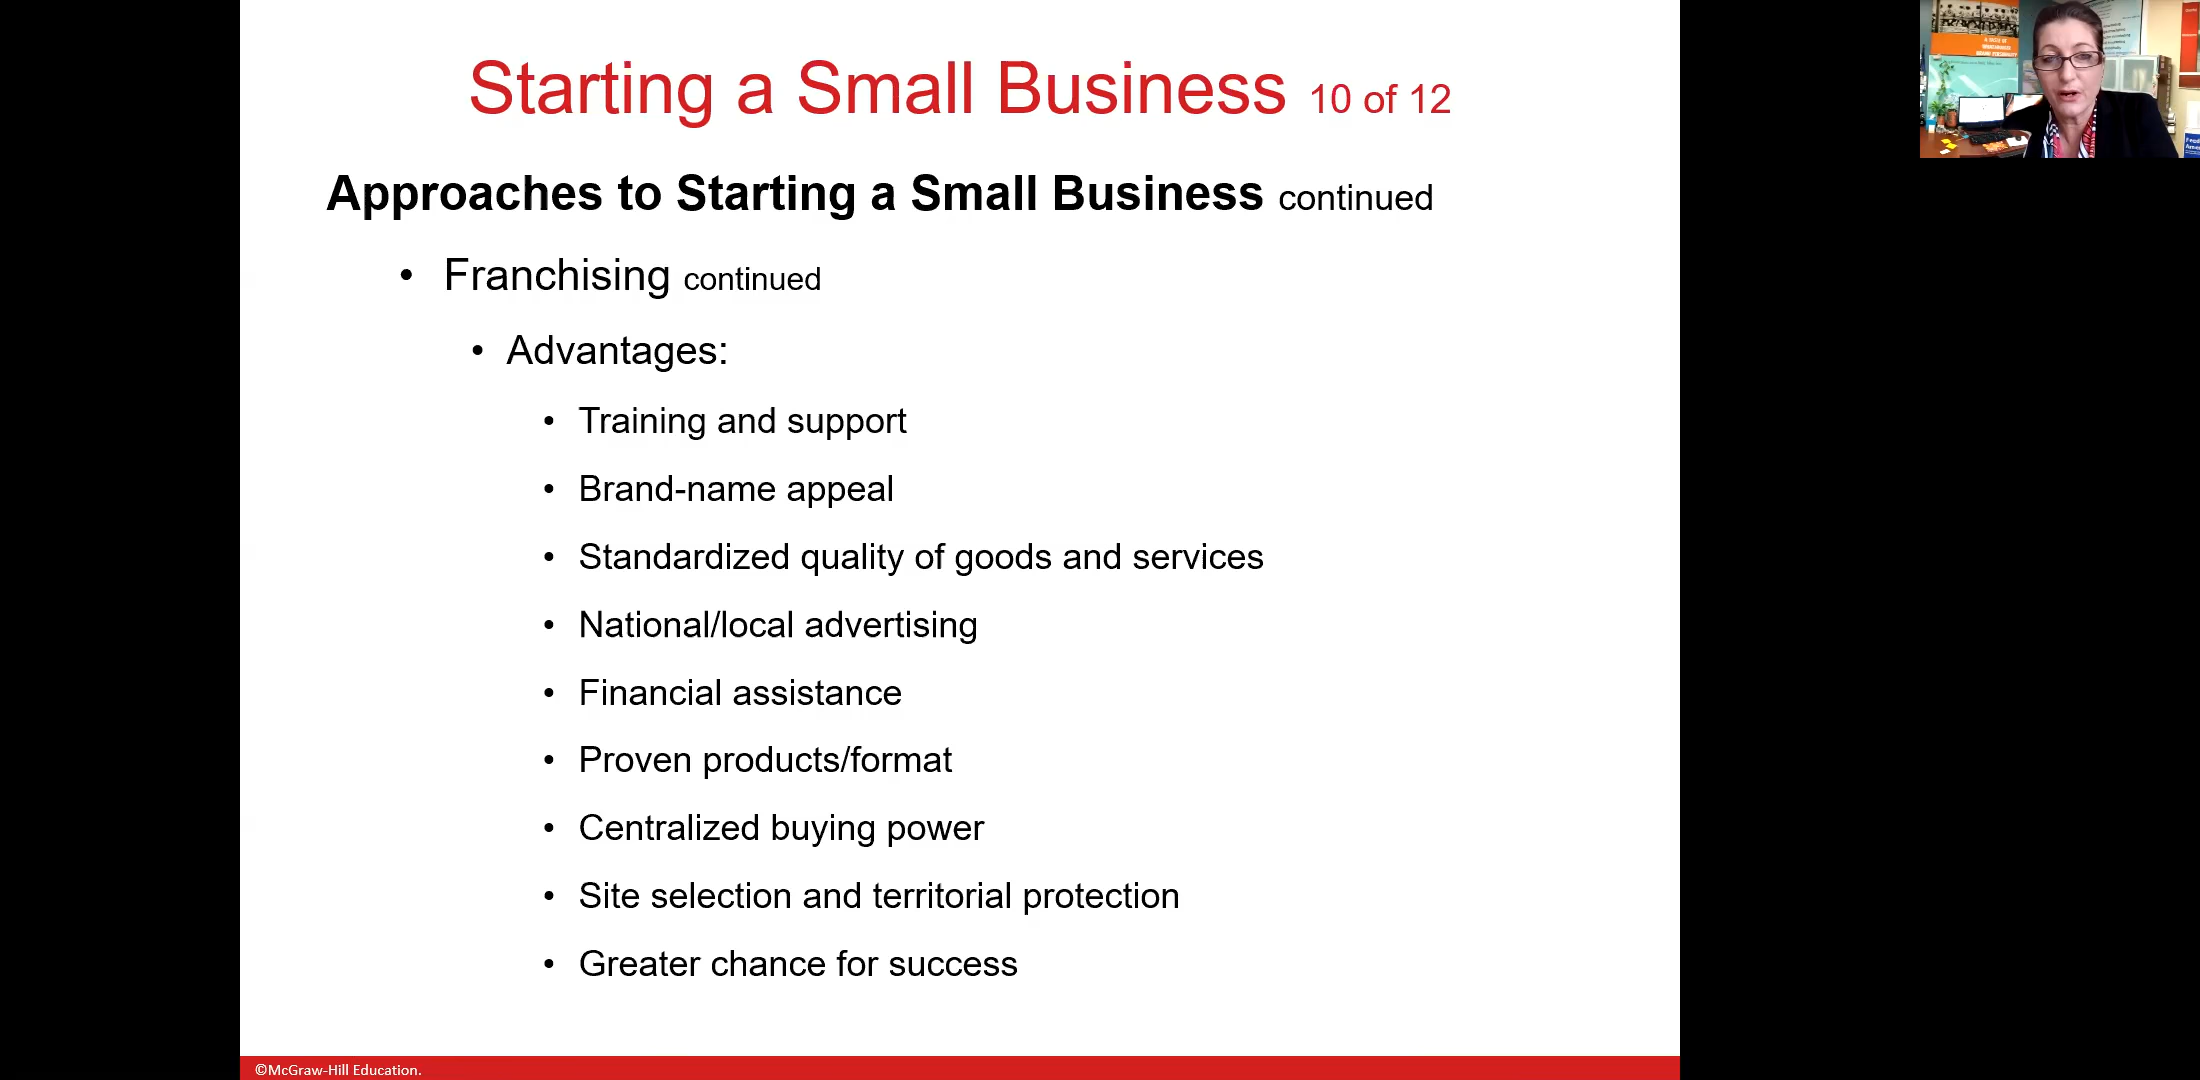 Starting a Small Business 10 of 12
Approaches to Starting a Small Business continued
• Franchising continued
• Advantages:
• Training and support
• Brand-name appeal
• Standardized quality of goods and services
• National/local advertising
• Financial assistance
• Proven products/format
• Centralized buying power
• Site selection and territorial protection
• Greater chance for success
©McGraw-Hill Education.